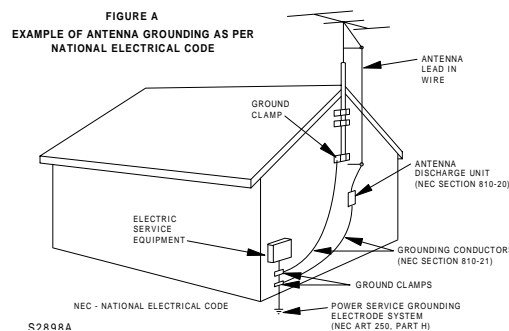 FIGURE A
EXAMPLE OF ANTENNA GROUNDING AS PER
NATIONAL ELECTRICAL CODE
ANTENNA
LEAD IN
WIRE
GROUND
CLAMP
ANTENNA
DISCHARGE UNIT
(NEC SECTION 810-20)
ELECTRIC
SERVICE
EQUIPMENT
GROUNDING CONDUCTORS
(NEC SECTION 810-21)
GROUND CLAMPS
NEC - NATIONAL ELECTRICAL CODE
POWER SERVICE GROUNDING
ELECTRODE SYSTEM
(NEC ART 250, PART H)
S2898A